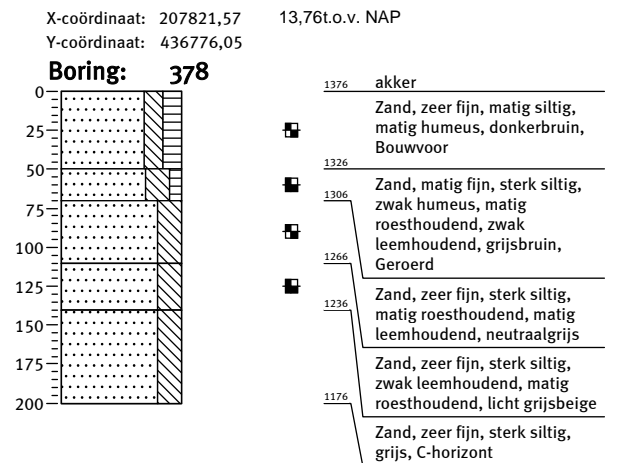 X-coördinaat: 207821,57 13,76t.o.v. NAP
Y-coördinaat: 436776,05
Boring: 378
0
25
50
75
100
125
150
175
200
1376 akker
Zand, zeer fijn, matig siltig,
matig humeus, donkerbruin,
Bouwvoor
1326
Zand, matig fijn, sterk siltig,
zwak humeus, matig
roesthoudend, zwak
leemhoudend, grijsbruin,
Geroerd
1306
Zand, zeer fijn, sterk siltig,
matig roesthoudend, matig
leemhoudend, neutraalgrijs
1266
Zand, zeer fijn, sterk siltig,
zwak leemhoudend, matig
roesthoudend, licht grijsbeige
1236
Zand, zeer fijn, sterk siltig,
grijs, C-horizont
1176